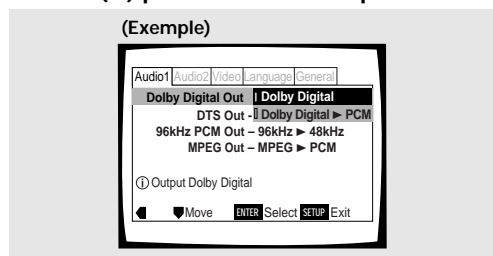 (Exemple)
Audio1 Audio2 Video Language General
Dolby Digital Out Dolby Digital
DTS Out - Dolby Digital ► PCM
96kHz PCM Out – 96kHz ► 48kHz
MPEG Out – MPEG ► PCM
ⓘ Output Dolby Digital
Move ENTER Select SETUP Exit